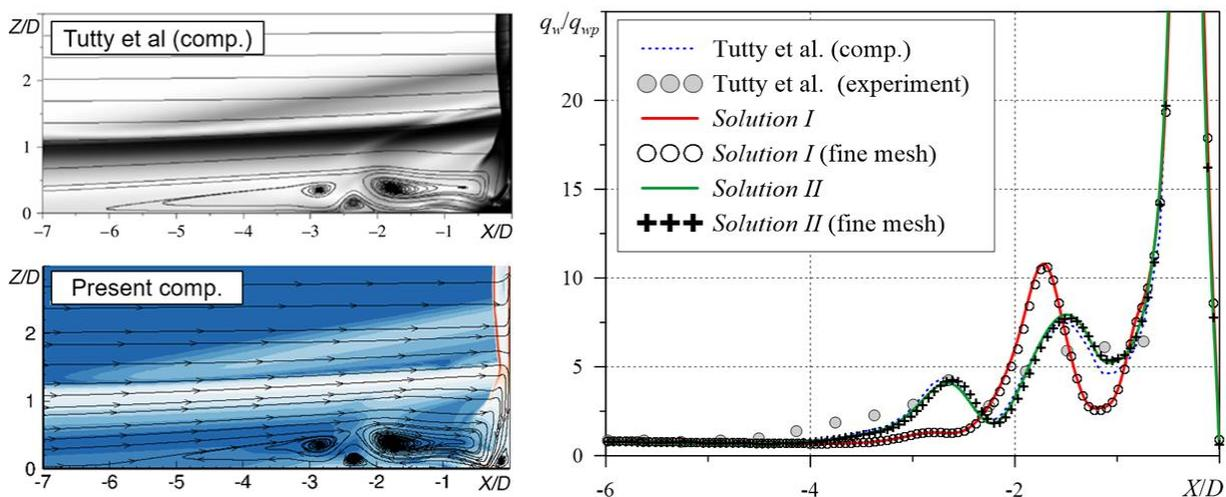 Z/D
Tutty et al (comp.)
2
1
0
−7 −6 −5 −4 −3 −2 −1 X/D
Z/D
Present comp.
2
1
0
-7 -6 -5 -4 -3 -2 -1 X/D
qw/qwp
Tutty et al. (comp.)
Tutty et al. (experiment)
Solution I
Solution I (fine mesh)
Solution II
Solution II (fine mesh)
20
15
10
5
0
-6 -4 -2 X/D